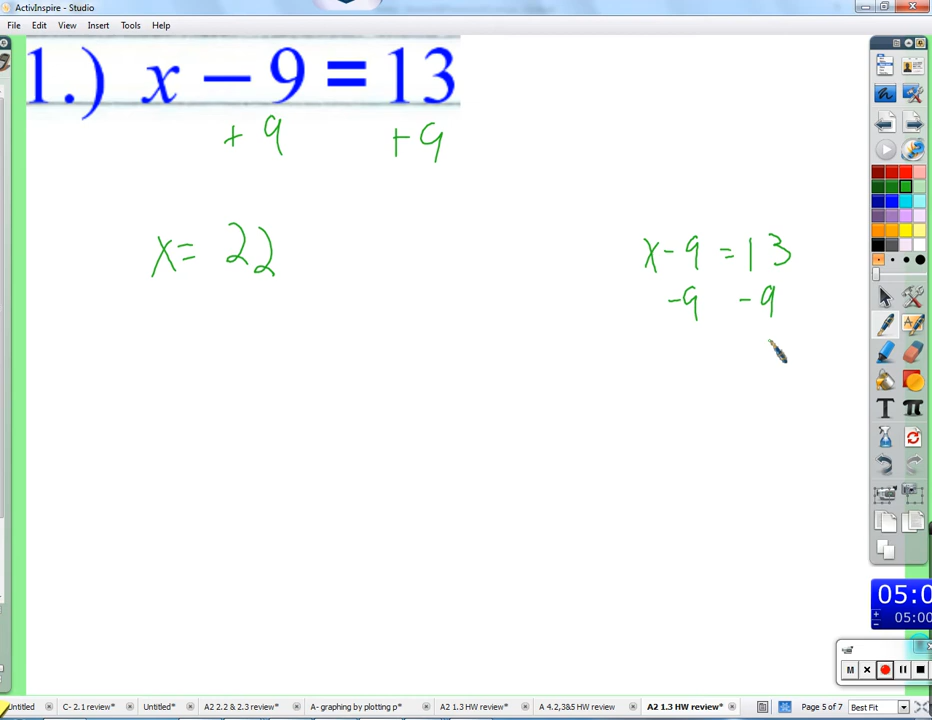 ActivInspire - Studio
File Edit View Insert Tools Help
1.) x − 9 = 13
+ 9 + 9
x = 22
x - 9 = 13
-9 - 9
05:0
05:00
M
Untitled C- 2.1 review* Untitled* A2 2.2 & 2.3 review* A- graphing by plotting p* A2 1.3 HW review* A 4.2,3&5 HW review A2 1.3 HW review* Page 5 of 7 Best Fit